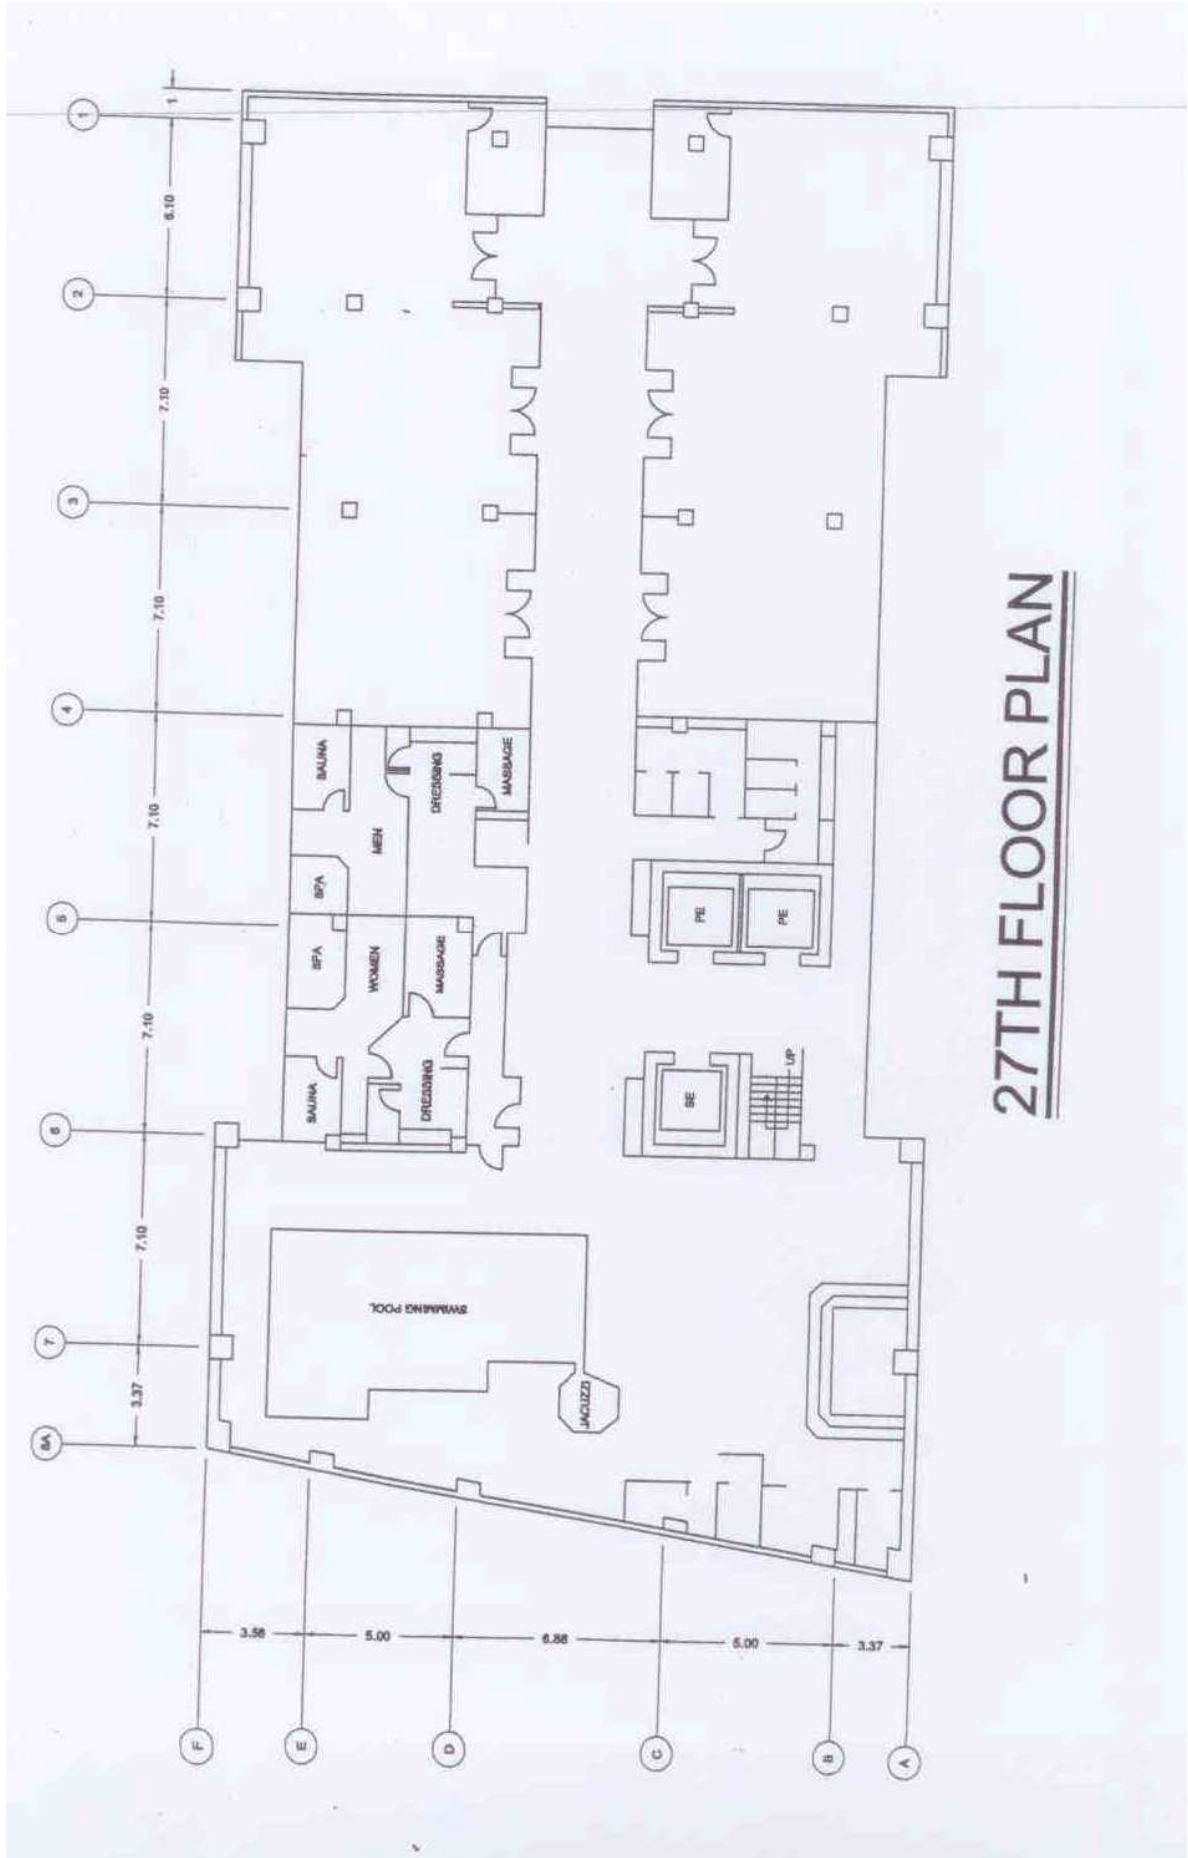 27TH FLOOR PLAN
1
2
3
4
5
6
7
8A
1
6.10
7.10
7.10
7.10
7.10
7.10
3.37
SAUNA
MEN
DRESSING
MASSAGE
SPA
SPA
WOMEN
MASSAGE
SAUNA
DRESSING
PE
PE
SE
UP
SWIMMING POOL
JACUZZI
3.58
5.00
6.88
5.00
3.37
F
E
D
C
B
A